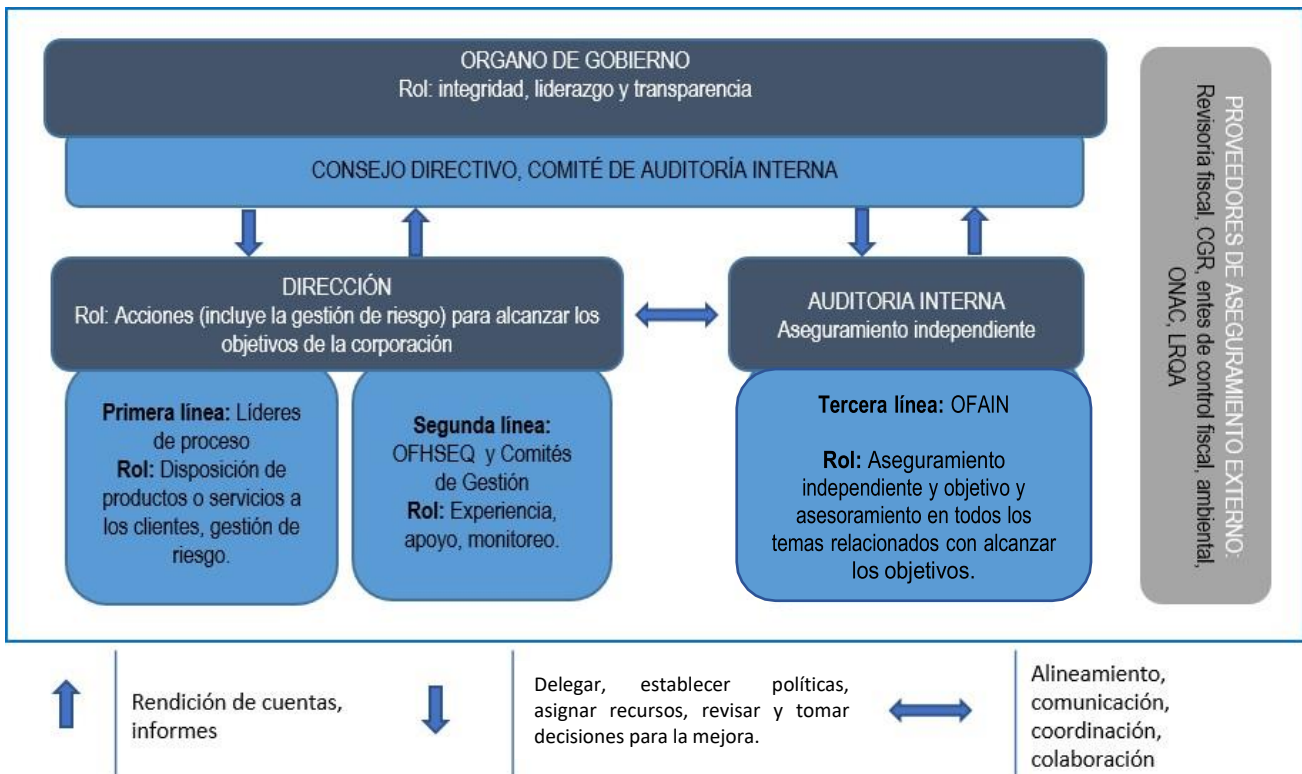 ORGANO DE GOBIERNO
Rol: integridad, liderazgo y transparencia
CONSEJO DIRECTIVO, COMITÉ DE AUDITORÍA INTERNA
DIRECCIÓN
Rol: Acciones (incluye la gestión de riesgo) para alcanzar los
objetivos de la corporación
AUDITORIA INTERNA
Aseguramiento independiente
Primera línea: Líderes
de proceso
Rol: Disposición de
productos o servicios a
los clientes, gestión de
riesgo.
Segunda línea:
OFHSEQ y Comités
de Gestión
Rol: Experiencia,
apoyo, monitoreo.
Tercera línea: OFAIN
Rol: Aseguramiento
independiente y objetivo y
asesoramiento en todos los
temas relacionados con alcanzar
los objetivos.
PROVEEDORES DE ASEGURAMIENTO EXTERNO:
Revisoría fiscal, CGR, entes de control fiscal, ambiental,
ONAC, LRQA
Rendición de cuentas,
informes
Delegar, establecer políticas,
asignar recursos, revisar y tomar
decisiones para la mejora.
Alineamiento,
comunicación,
coordinación,
colaboración